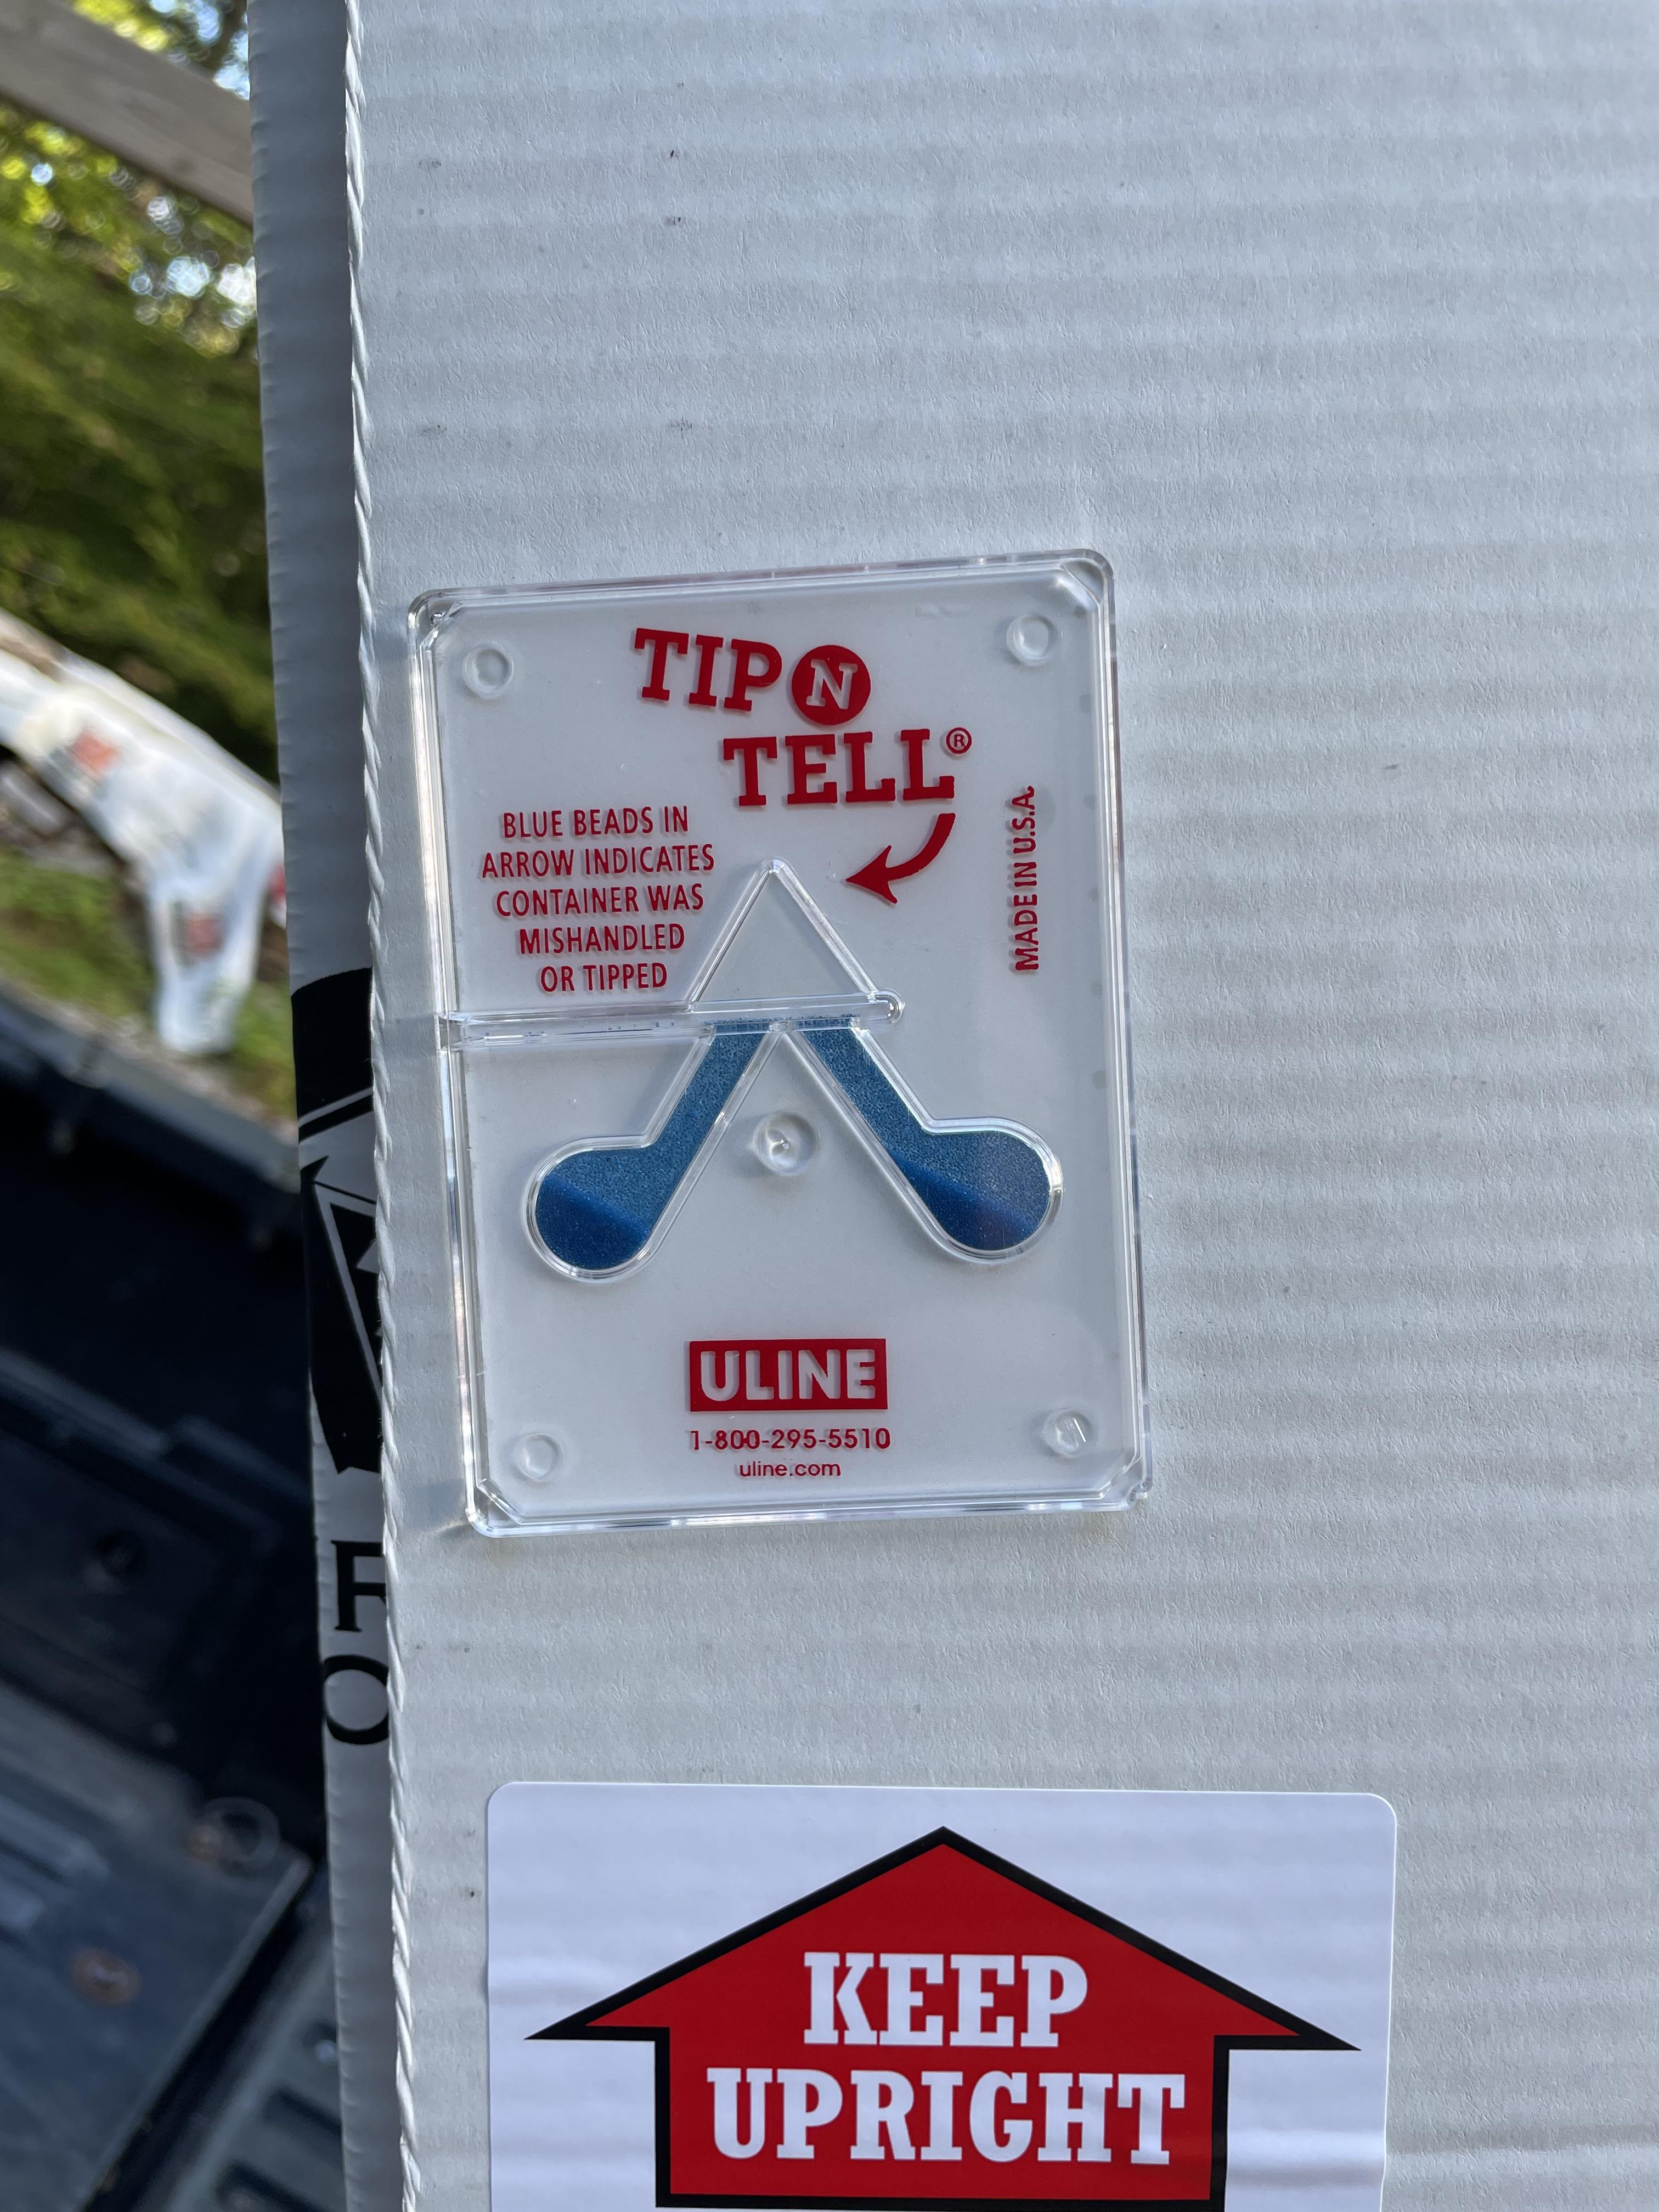 TIP N
TELL®
BLUE BEADS IN
ARROW INDICATES
CONTAINER WAS
MISHANDLED
OR TIPPED
MADE IN U.S.A.
ULINE
1-800-295-5510
uline.com
KEEP
UPRIGHT